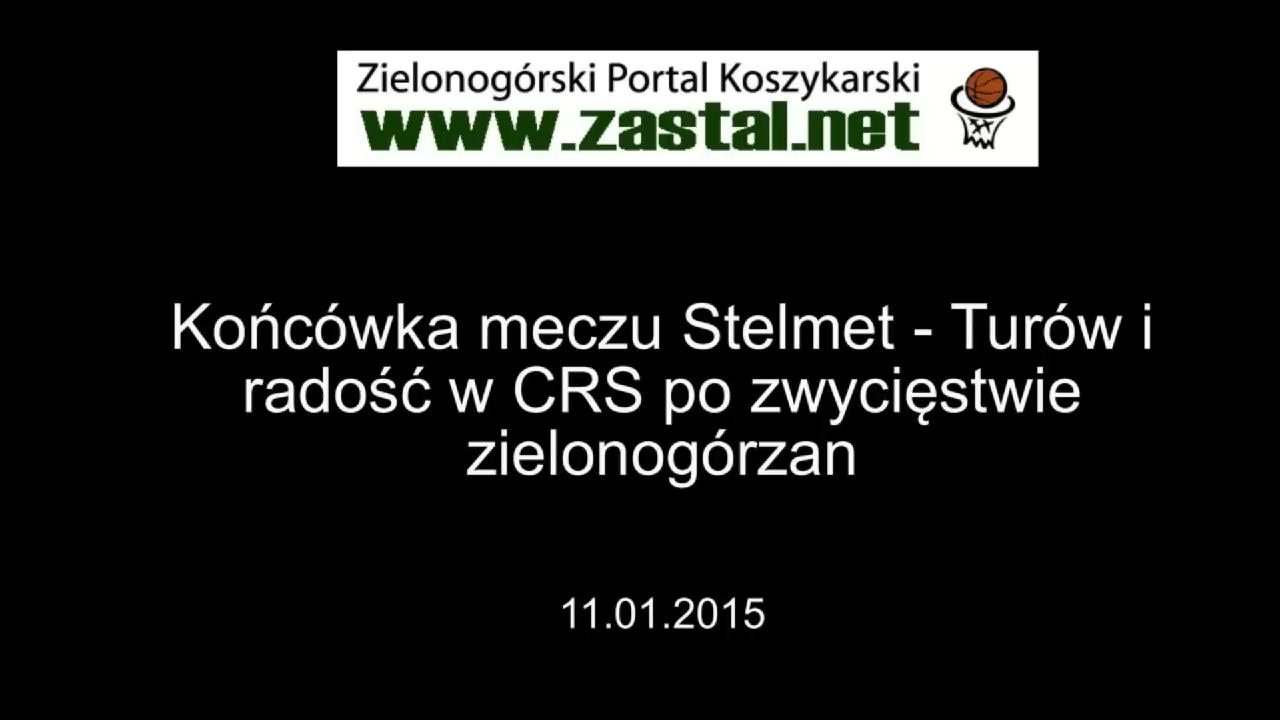 Zielonogórski Portal Koszykarski
www.zastal.net
Końcówka meczu Stelmet - Turów i
radość w CRS po zwycięstwie
zielonogórzan
11.01.2015